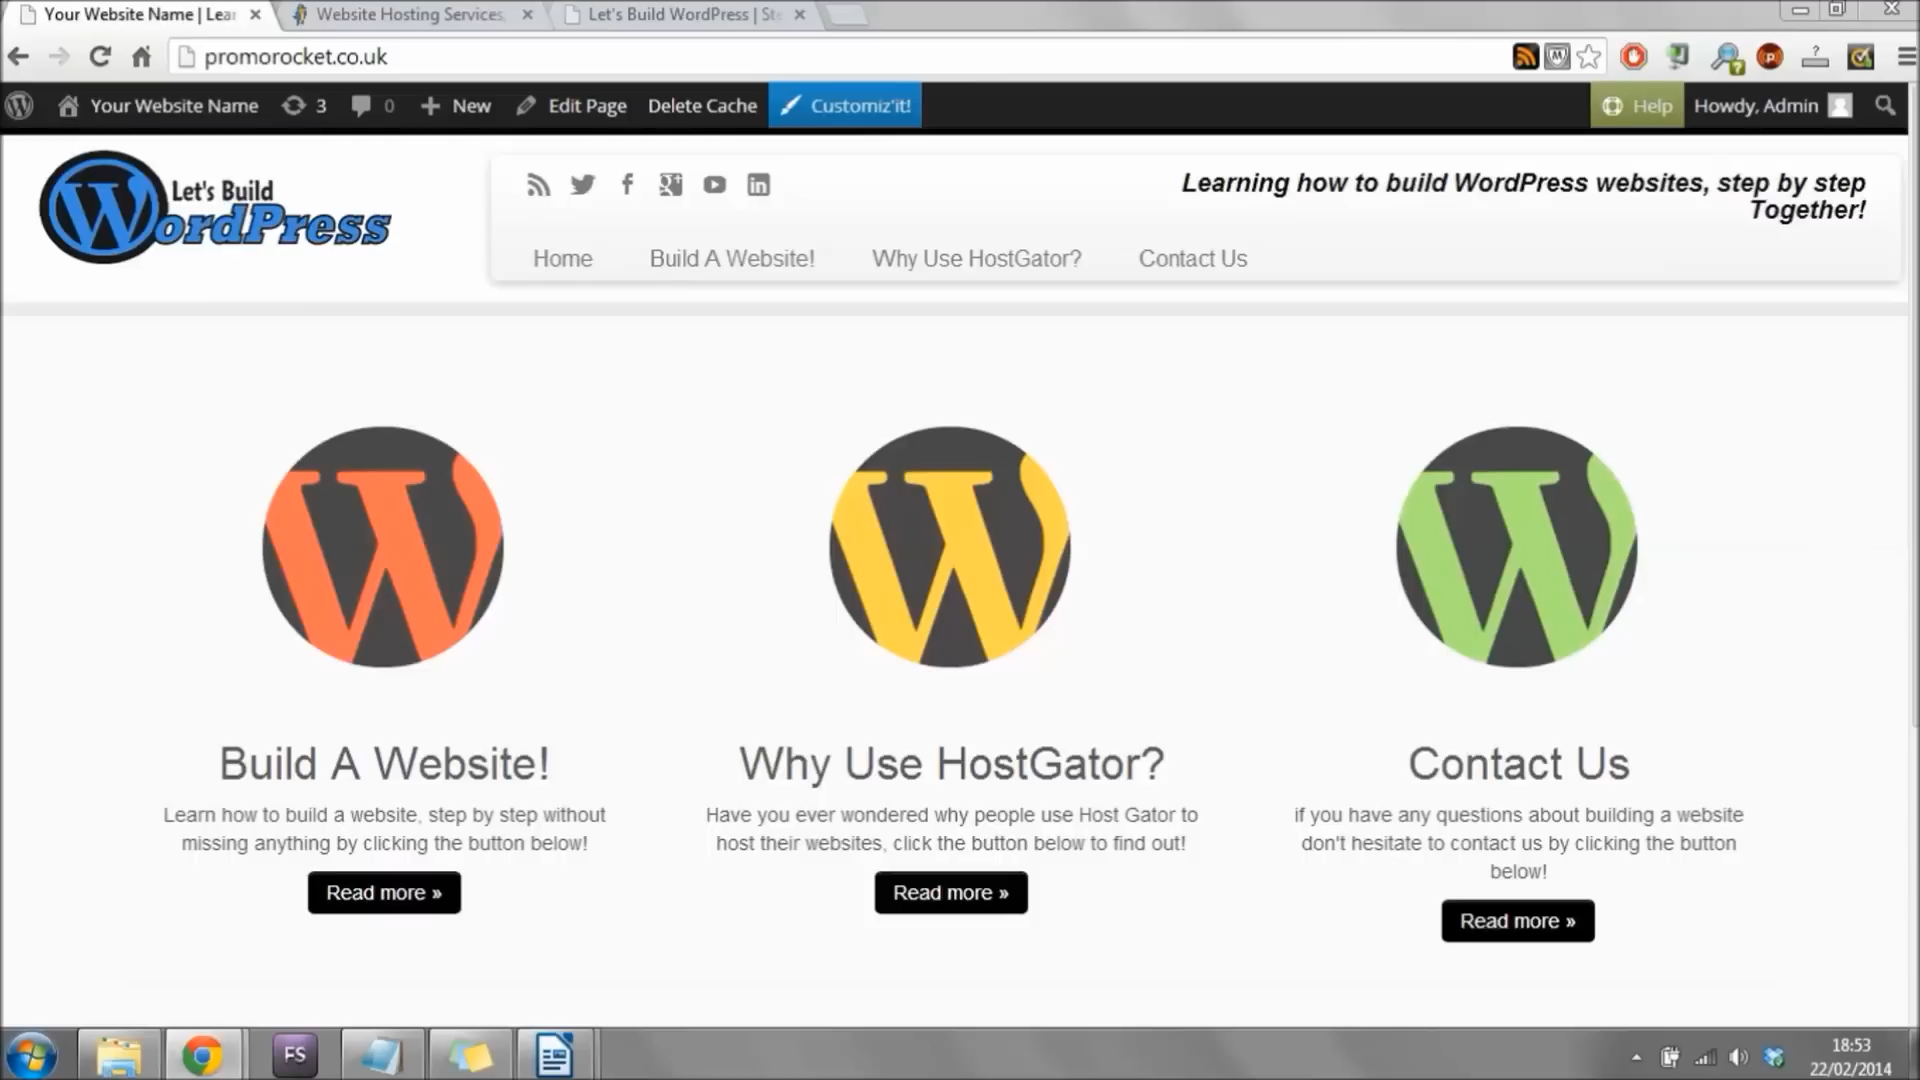 Your Website Name | Lear
Website Hosting Services,
Let's Build WordPress | Ste
promorocket.co.uk
Your Website Name 3 0 New Edit Page Delete Cache Customiz'it! Help Howdy, Admin
Let's Build
WordPress
Learning how to build WordPress websites, step by step
Together!
Home Build A Website! Why Use HostGator? Contact Us
Build A Website!
Learn how to build a website, step by step without
missing anything by clicking the button below!
Read more »
Why Use HostGator?
Have you ever wondered why people use Host Gator to
host their websites, click the button below to find out!
Read more »
Contact Us
if you have any questions about building a website
don't hesitate to contact us by clicking the button
below!
Read more »
FS
18:53
22/02/2014